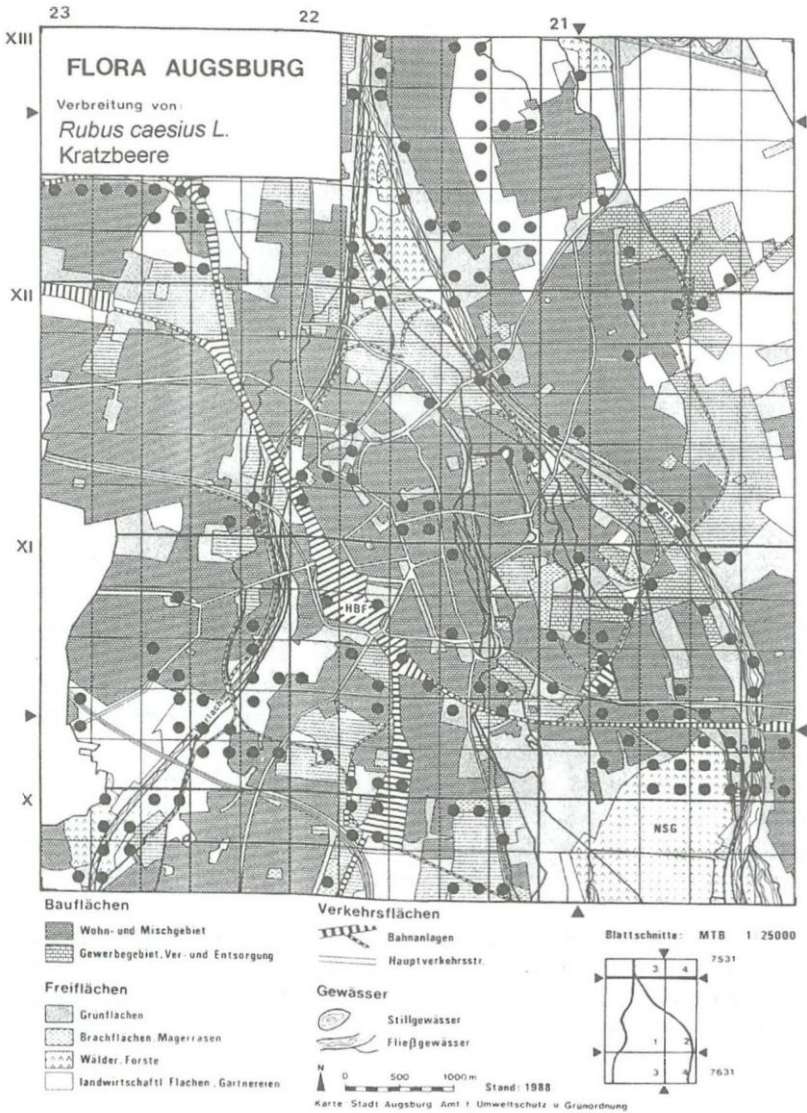 23 22 21
XIII
FLORA AUGSBURG
Verbreitung von:
Rubus caesius L.
Kratzbeere
XII
XI
HBF
X
NSG
Bauflächen
Wohn- und Mischgebiet
Gewerbegebiet, Ver- und Entsorgung
Freiflächen
Grünflächen
Brachflächen, Magerrasen
Wälder, Forste
landwirtschaftl. Flächen, Gärtnereien
Verkehrsflächen
Bahnanlagen
Hauptverkehrsstr.
Gewässer
Stillgewässer
Fließgewässer
N
0 500 1000m
Stand: 1988
Karte: Stadt Augsburg Amt f. Umweltschutz u. Grünordnung
Blattschnitte: MTB 1:25000
7531
3 4
1 2
3 4
7631